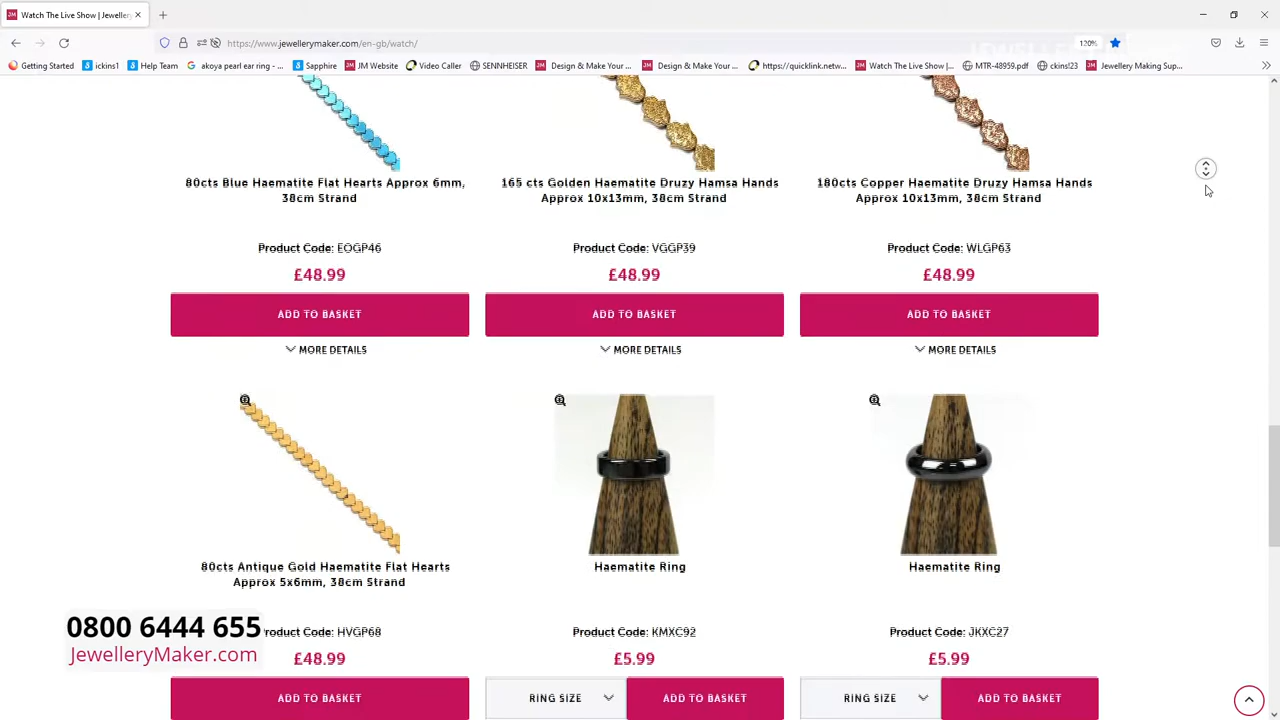 Watch The Live Show | Jeweller
https://www.jewellerymaker.com/en-gb/watch/
120%
Getting Started
ickins1
Help Team
akoya pearl ear ring - ...
Sapphire
JM Website
Video Caller
SENNHEISER
Design & Make Your ...
Design & Make Your ...
https://quicklink.netw...
Watch The Live Show | ...
MTR-48959.pdf
ckins!23
Jewellery Making Sup...
80cts Blue Haematite Flat Hearts Approx 6mm,
38cm Strand
165 cts Golden Haematite Druzy Hamsa Hands
Approx 10x13mm, 38cm Strand
180cts Copper Haematite Druzy Hamsa Hands
Approx 10x13mm, 38cm Strand
Product Code: EOGP46
Product Code: VGGP39
Product Code: WLGP63
£48.99
£48.99
£48.99
ADD TO BASKET
ADD TO BASKET
ADD TO BASKET
MORE DETAILS
MORE DETAILS
MORE DETAILS
80cts Antique Gold Haematite Flat Hearts
Approx 5x6mm, 38cm Strand
Haematite Ring
Haematite Ring
0800 6444 655
JewelleryMaker.com
roduct Code: HVGP68
Product Code: KMXC92
Product Code: JKXC27
£48.99
£5.99
£5.99
ADD TO BASKET
RING SIZE
ADD TO BASKET
RING SIZE
ADD TO BASKET